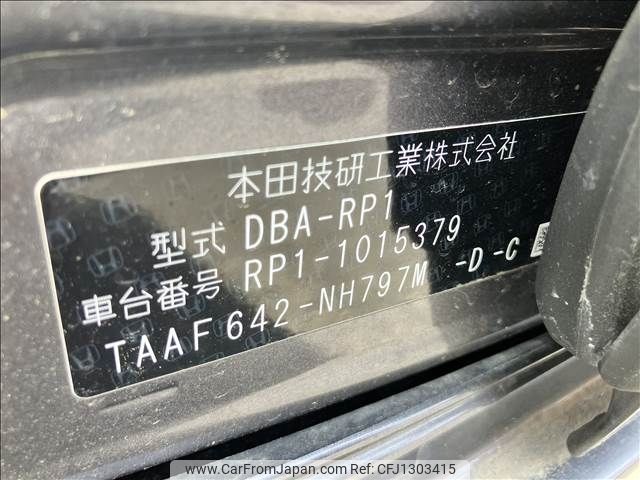 本田技研工業株式会社
型式 DBA-RP1
車台番号 RP1-1015379
TAAF642-NH797M -D-C
www.CarFromJapan.com - CFJ1303415